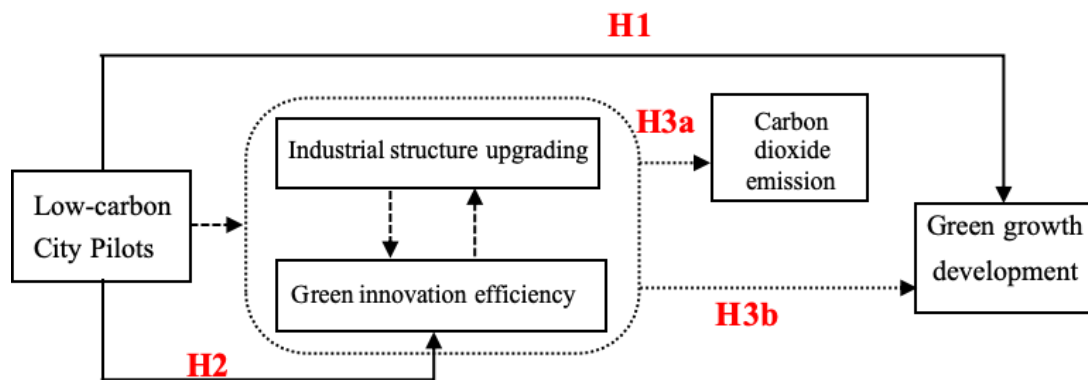 H1
H3a
Carbon
dioxide
emission
Industrial structure upgrading
Low-carbon
City Pilots
Green growth
development
Green innovation efficiency
H3b
H2